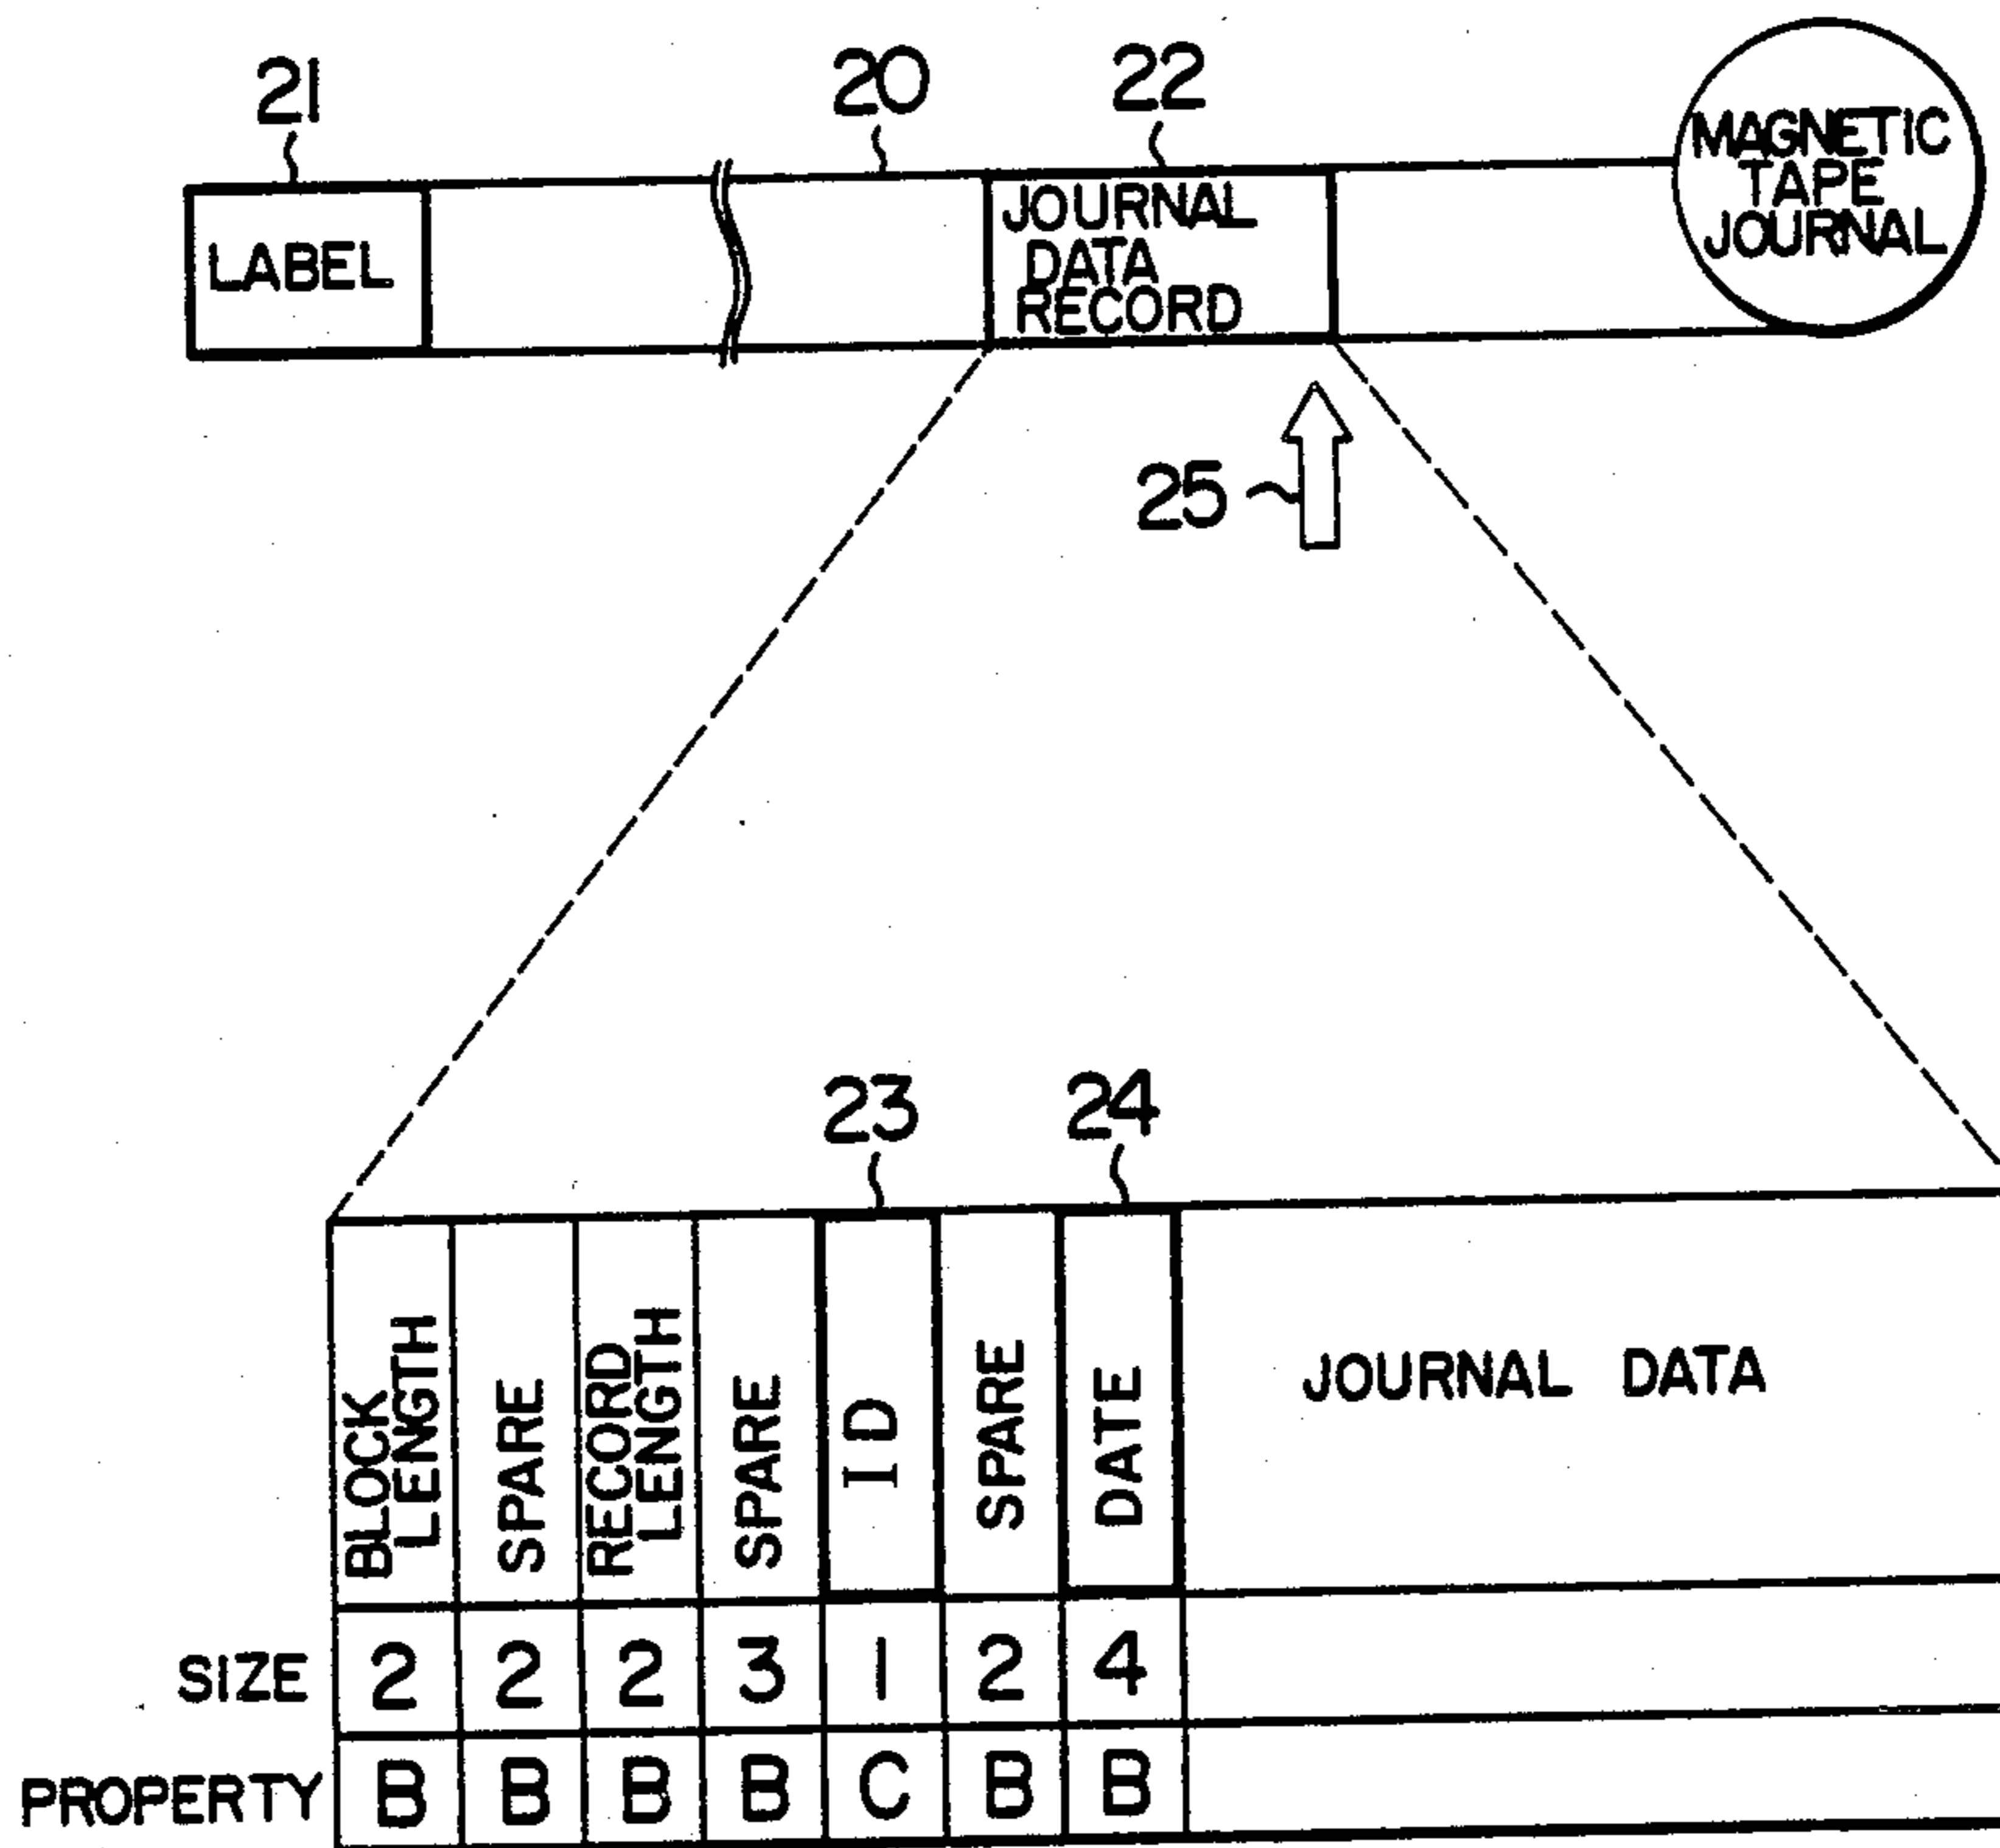 21
20
22
LABEL
JOURNAL
DATA
RECORD
MAGNETIC
TAPE
JOURNAL
25
23
24
BLOCK
LENGTH
SPARE
RECORD
LENGTH
SPARE
ID
SPARE
DATE
JOURNAL DATA
SIZE 2 2 2 3 1 2 4
PROPERTY B B B B C B B